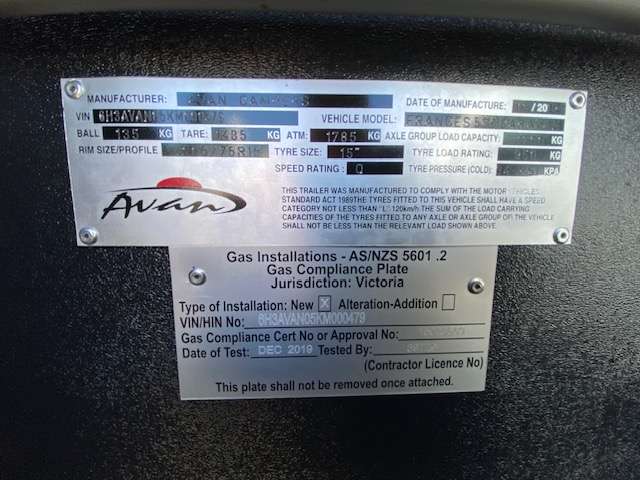 MANUFACTURER: AVAN CAMPERS
VIN 6H3AVAN05KM000479 VEHICLE MODEL:
BALL 135 KG TARE: 1485 KG ATM: 1785 KG AXLE GROUP LOAD CAPACITY: KG
RIM SIZE/PROFILE TYRE SIZE: 15" TYRE LOAD RATING: KG
SPEED RATING: Q TYRE PRESSURE (COLD): KPA
Avan
THIS TRAILER WAS MANUFACTURED TO COMPLY WITH THE MOTOR VEHICLES
STANDARD ACT 1989THE TYRES FITTED TO THIS VEHICLE SHALL HAVE A SPEED
CATEGORY NOT LESS THAN "L" 120km/h THE SUM OF THE LOAD CARRYING
CAPACITIES OF THE TYRES FITTED TO ANY AXLE OR AXLE GROUP OF THE VEHICLE
SHALL NOT BE LESS THAN THE RELEVANT LOAD SHOWN ABOVE.
Gas Installations - AS/NZS 5601 .2
Gas Compliance Plate
Jurisdiction: Victoria
Type of Installation: New X Alteration-Addition
VIN/HIN No: 6H3AVAN05KM000479
Gas Compliance Cert No or Approval No:
Date of Test: DEC 2019 Tested By:
(Contractor Licence No)
This plate shall not be removed once attached.